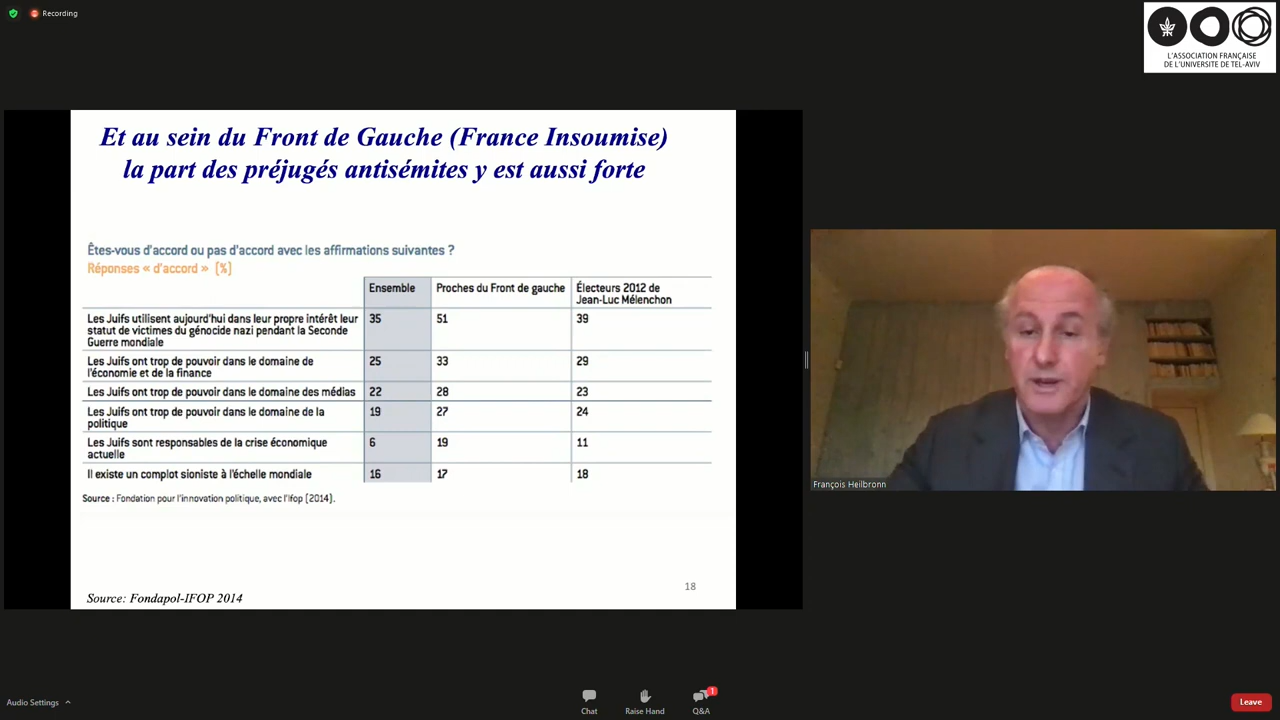 Recording
L'ASSOCIATION FRANÇAISE
DE L'UNIVERSITE DE TEL-AVIV
Et au sein du Front de Gauche (France Insoumise)
la part des préjugés antisémites y est aussi forte
Êtes-vous d'accord ou pas d'accord avec les affirmations suivantes ?
Réponses « d'accord » (%)
Ensemble Proches du Front de gauche Électeurs 2012 de
Jean-Luc Mélenchon
Les Juifs utilisent aujourd'hui dans leur propre intérêt leur 35 51 39
statut de victimes du génocide nazi pendant la Seconde
Guerre mondiale
Les Juifs ont trop de pouvoir dans le domaine de 25 33 29
l'économie et de la finance
Les Juifs ont trop de pouvoir dans le domaine des médias 22 28 23
Les Juifs ont trop de pouvoir dans le domaine de la 19 27 24
politique
Les Juifs sont responsables de la crise économique 6 19 11
actuelle
Il existe un complot sioniste à l'échelle mondiale 16 17 18
Source : Fondation pour l'innovation politique, avec l'Ifop (2014).
18
Source: Fondapol-IFOP 2014
François Heilbronn
Audio Settings
Chat
Raise Hand
1
Q&A
Leave